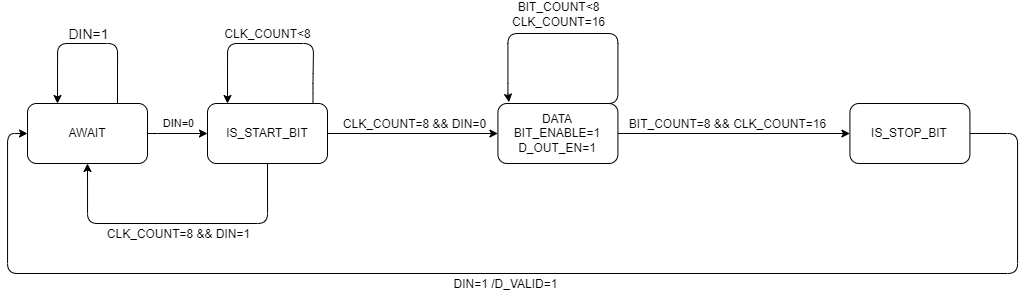 BIT_COUNT<8
CLK_COUNT=16
DIN=1
CLK_COUNT<8
AWAIT
DIN=0
IS_START_BIT
CLK_COUNT=8 && DIN=0
DATA
BIT_ENABLE=1
D_OUT_EN=1
BIT_COUNT=8 && CLK_COUNT=16
IS_STOP_BIT
CLK_COUNT=8 && DIN=1
DIN=1 /D_VALID=1